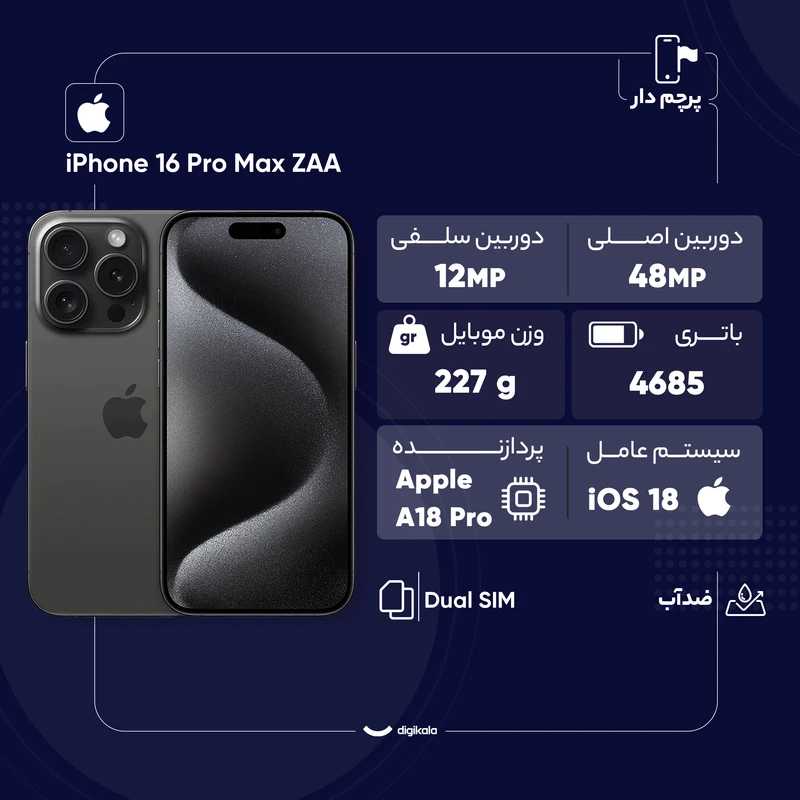 پرچم دار
iPhone 16 Pro Max ZAA
دوربین اصلی
48MP
دوربین سلفی
12MP
باتری
4685
وزن موبایل
gr
227 g
سیستم عامل
iOS 18
پردازنده
Apple
A18 Pro
ضدآب
Dual SIM
digikala